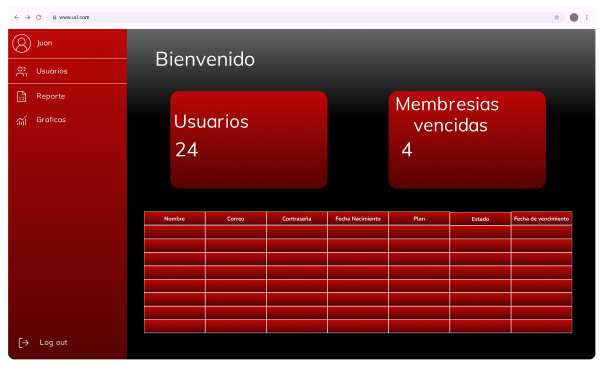 www.url.com
Juan
Usuarios
Reporte
Graficas
Log out
Bienvenido
Usuarios
24
Membresias
vencidas
4
Nombre Correo Contraseña Fecha Nacimiento Plan Estado Fecha de vencimiento